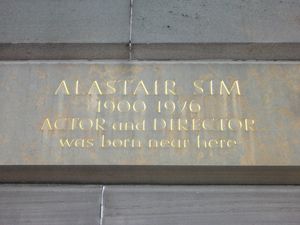 ALASTAIR SIM
1900 1976
ACTOR and DIRECTOR
was born near here